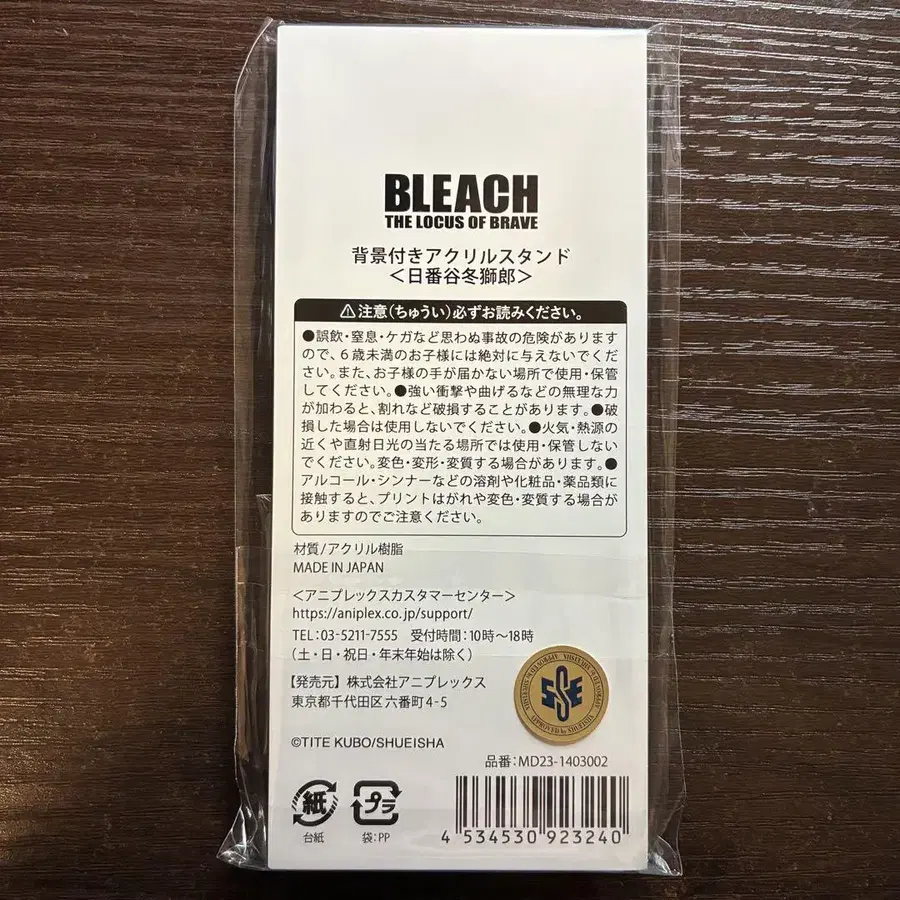 BLEACH
THE LOCUS OF BRAVE
背景付きアクリルスタンド
＜日番谷冬獅郎＞
⚠注意(ちゅうい)必ずお読みください。
●誤飲・窒息・ケガなど思わぬ事故の危険があります
ので、6歳未満のお子様には絶対に与えないでくだ
さい。また、お子様の手が届かない場所で使用・保管
してください。●強い衝撃や曲げるなどの無理な力
が加わると、割れなど破損することがあります。●破
損した場合は使用しないでください。●火気・熱源の
近くや直射日光の当たる場所では使用・保管しない
でください。変色・変形・変質する場合があります。●
アルコール・シンナーなどの溶剤や化粧品・薬品類に
接触すると、プリントはがれや変色・変質する場合が
ありますのでご注意ください。
材質/アクリル樹脂
MADE IN JAPAN
＜アニプレックスカスタマーセンター＞
https://aniplex.co.jp/support/
TEL:03-5211-7555 受付時間:10時〜18時
(土・日・祝日・年末年始は除く)
【発売元】株式会社アニプレックス
東京都千代田区六番町4-5
©TITE KUBO/SHUEISHA
APPROVED by SHUEISHA
品番:MD23-1403002
紙
台紙
プラ
袋:PP
4 534530 923240